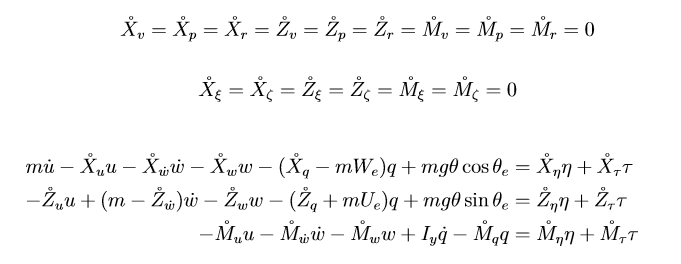 X̊_v = X̊_p = X̊_r = Z̊_v = Z̊_p = Z̊_r = M̊_v = M̊_p = M̊_r = 0
X̊_ξ = X̊_ζ = Z̊_ξ = Z̊_ζ = M̊_ξ = M̊_ζ = 0
mu̇ − X̊_u u − X̊_ẇ ẇ − X̊_w w − (X̊_q − mW_e)q + mgθ cos θ_e = X̊_η η + X̊_τ τ
−Z̊_u u + (m − Z̊_ẇ)ẇ − Z̊_w w − (Z̊_q + mU_e)q + mgθ sin θ_e = Z̊_η η + Z̊_τ τ
−M̊_u u − M̊_ẇ ẇ − M̊_w w + I_y q̇ − M̊_q q = M̊_η η + M̊_τ τ